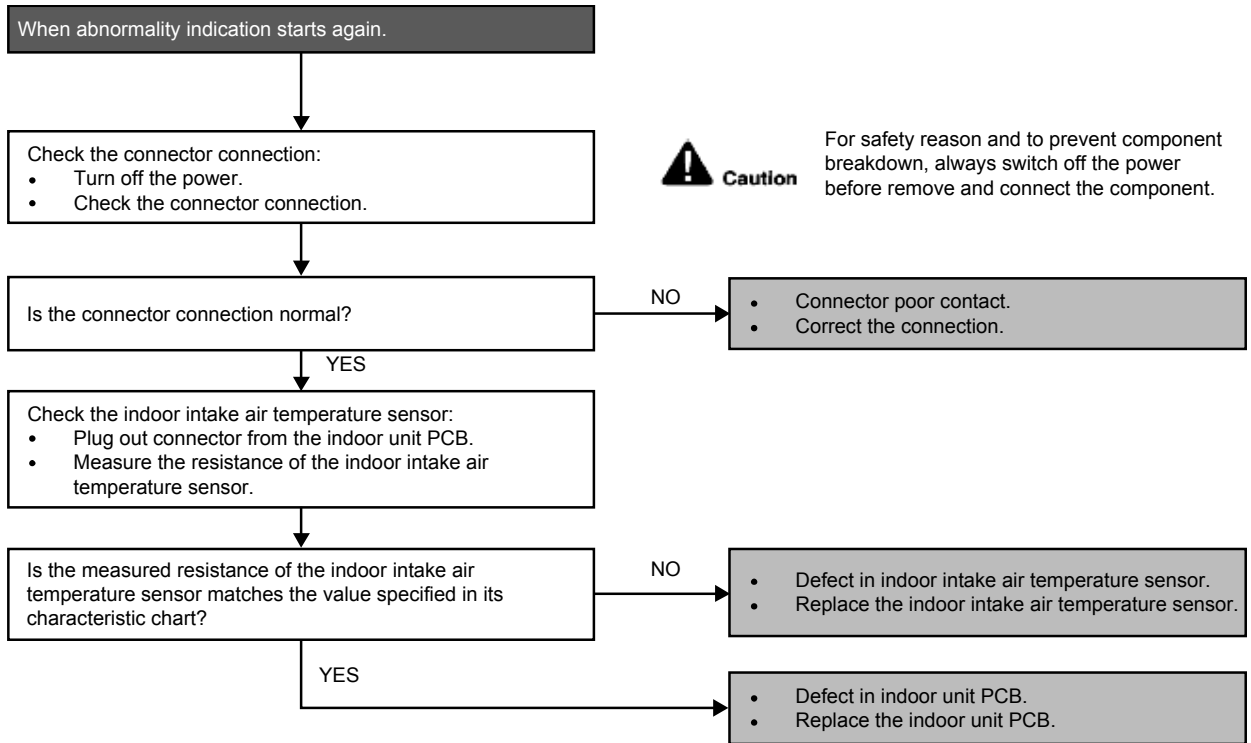 When abnormality indication starts again.
Check the connector connection:
• Turn off the power.
• Check the connector connection.
Caution
For safety reason and to prevent component
breakdown, always switch off the power
before remove and connect the component.
Is the connector connection normal?
NO
• Connector poor contact.
• Correct the connection.
YES
Check the indoor intake air temperature sensor:
• Plug out connector from the indoor unit PCB.
• Measure the resistance of the indoor intake air
temperature sensor.
Is the measured resistance of the indoor intake air
temperature sensor matches the value specified in its
characteristic chart?
NO
• Defect in indoor intake air temperature sensor.
• Replace the indoor intake air temperature sensor.
YES
• Defect in indoor unit PCB.
• Replace the indoor unit PCB.